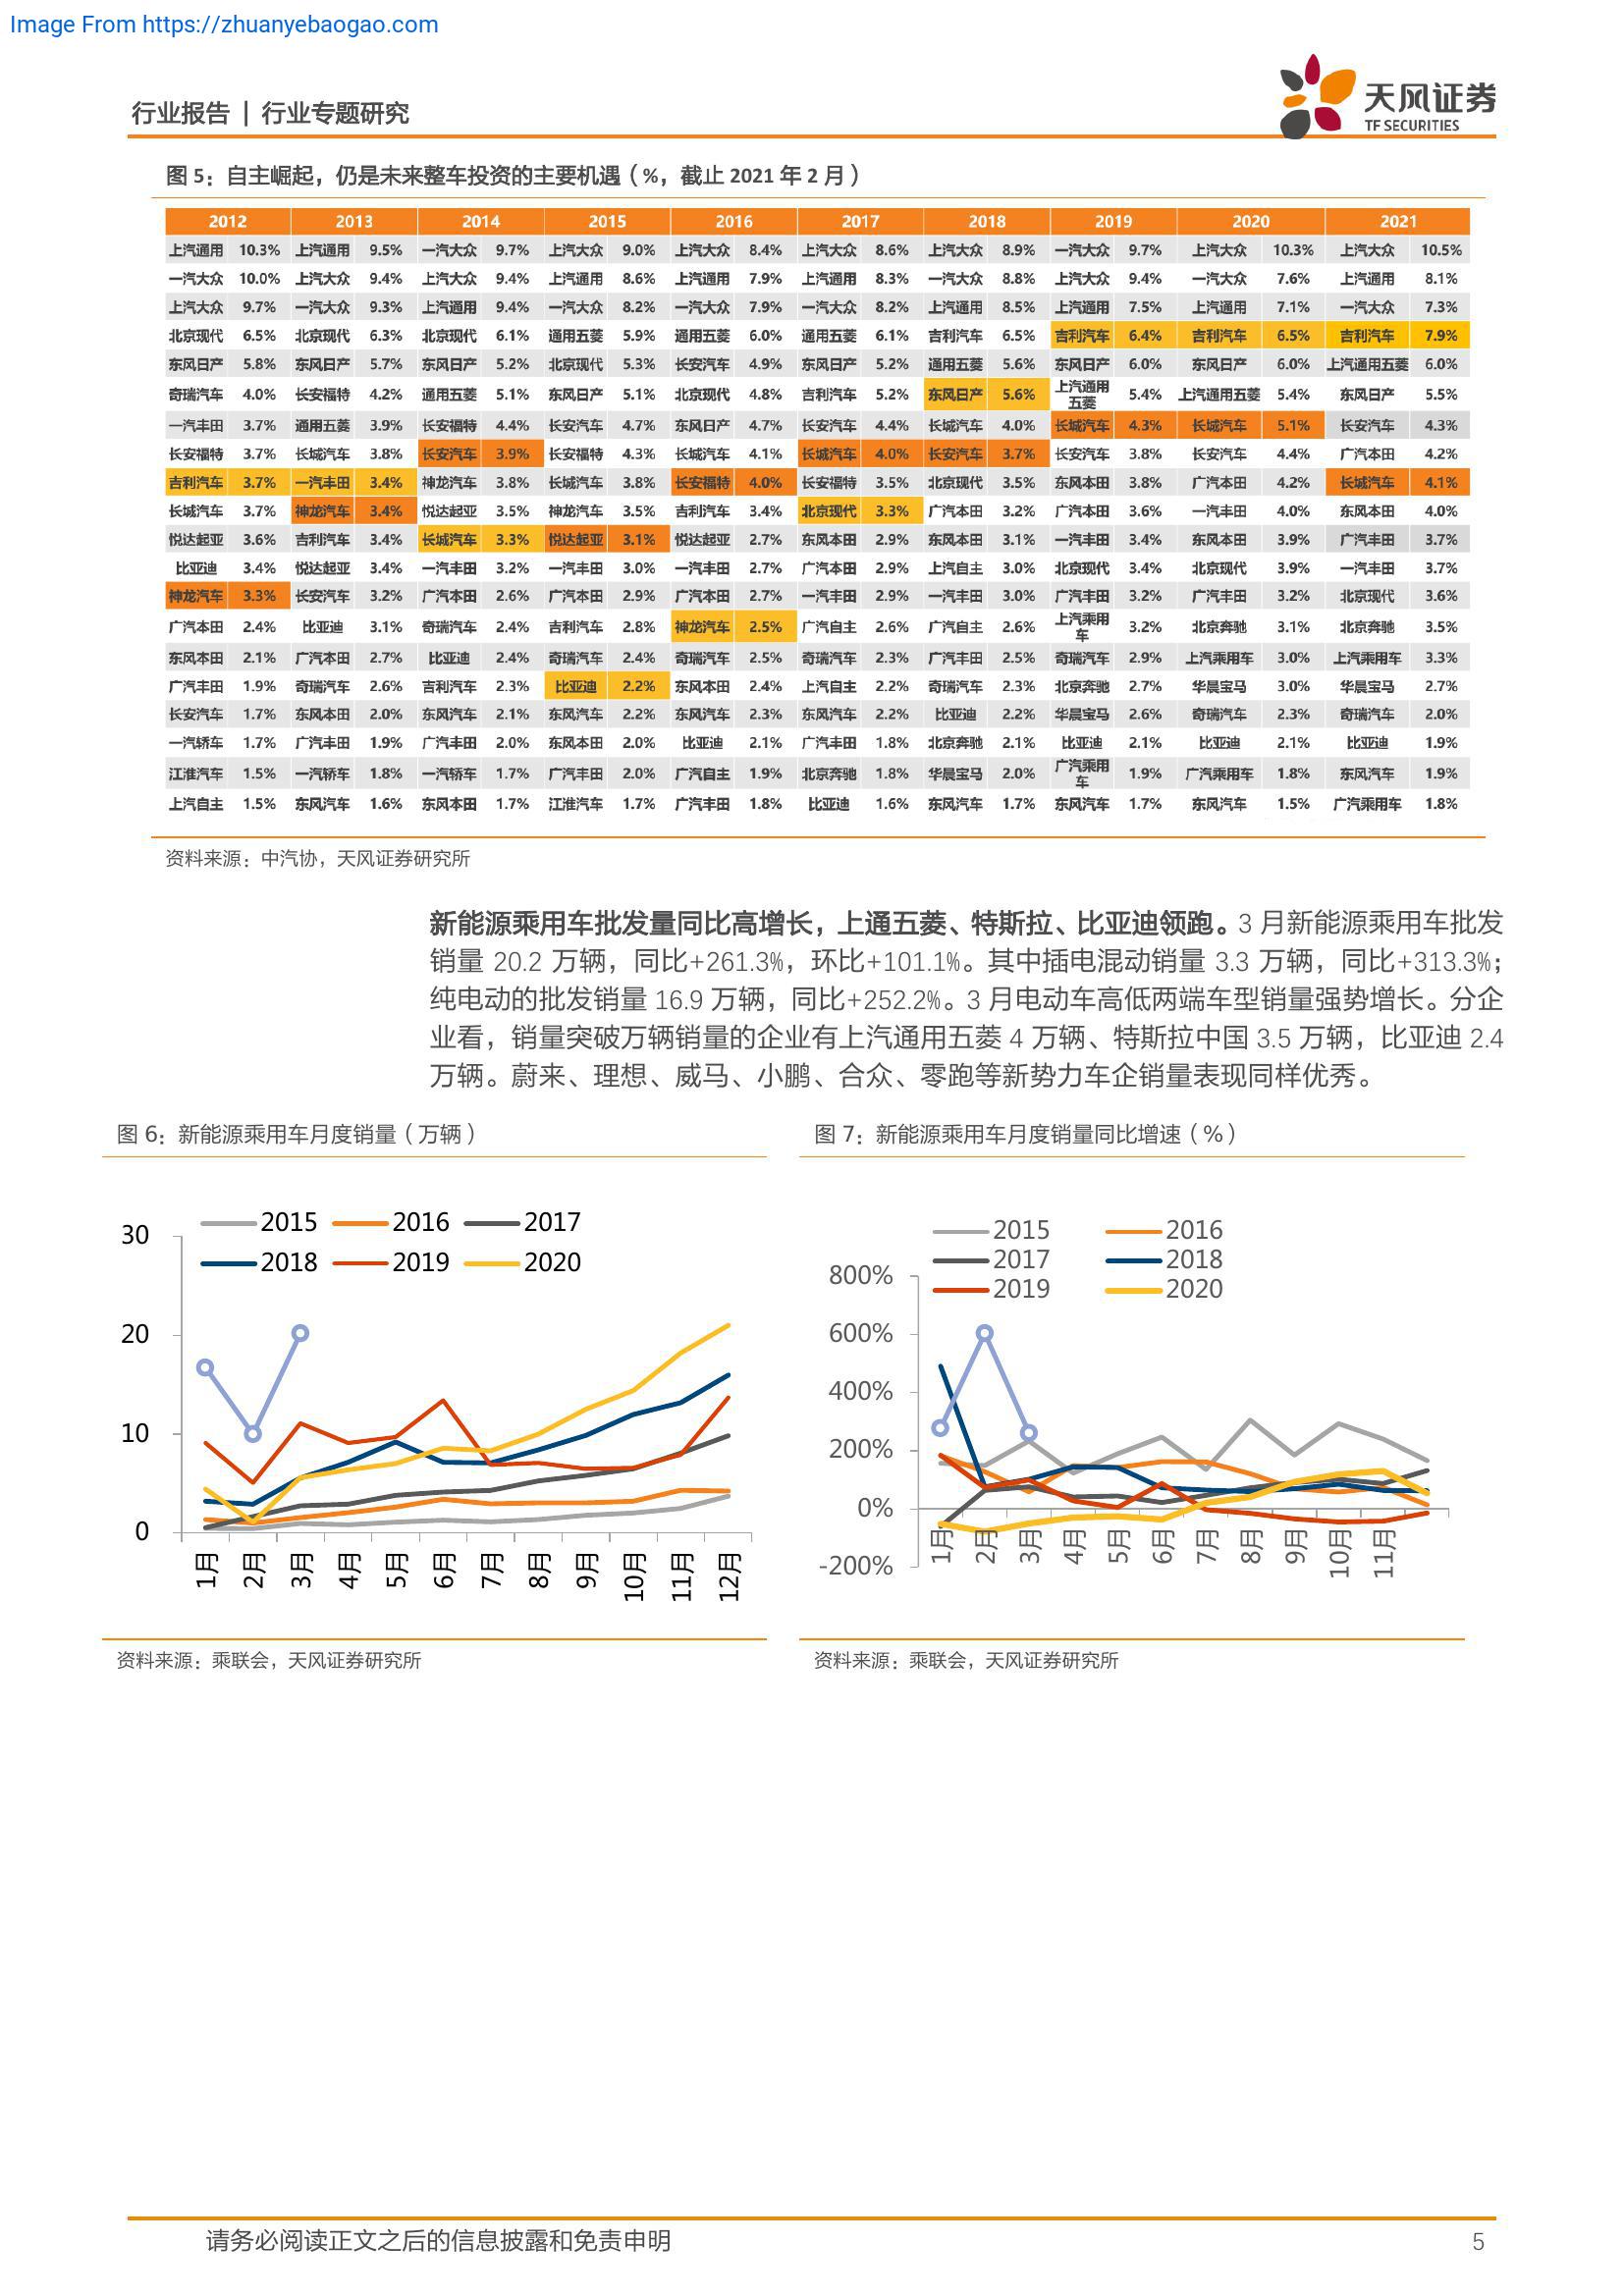 Image From https://zhuanyebaogao.com
行业报告 | 行业专题研究
天风证券
TF SECURITIES
图 5：自主崛起，仍是未来整车投资的主要机遇（%，截止 2021 年 2 月）
2012 2013 2014 2015 2016 2017 2018 2019 2020 2021
上汽通用 10.3% 上汽通用 9.5% 一汽大众 9.7% 上汽大众 9.0% 上汽大众 8.4% 上汽大众 8.6% 上汽大众 8.9% 一汽大众 9.7% 上汽大众 10.3% 上汽大众 10.5%
一汽大众 10.0% 上汽大众 9.4% 上汽大众 9.4% 上汽通用 8.6% 上汽通用 7.9% 上汽通用 8.3% 一汽大众 8.8% 上汽大众 9.4% 一汽大众 7.6% 上汽通用 8.1%
上汽大众 9.7% 一汽大众 9.3% 上汽通用 9.4% 一汽大众 8.2% 一汽大众 7.9% 一汽大众 8.2% 上汽通用 8.5% 上汽通用 7.5% 上汽通用 7.1% 一汽大众 7.3%
北京现代 6.5% 北京现代 6.3% 北京现代 6.1% 通用五菱 5.9% 通用五菱 6.0% 通用五菱 6.1% 吉利汽车 6.5% 吉利汽车 6.4% 吉利汽车 6.5% 吉利汽车 7.9%
东风日产 5.8% 东风日产 5.7% 东风日产 5.2% 北京现代 5.3% 长安汽车 4.9% 东风日产 5.2% 通用五菱 5.6% 东风日产 6.0% 东风日产 6.0% 上汽通用五菱 6.0%
奇瑞汽车 4.0% 长安福特 4.2% 通用五菱 5.1% 东风日产 5.1% 北京现代 4.8% 吉利汽车 5.2% 东风日产 5.6% 上汽通用五菱 5.4% 上汽通用五菱 5.4% 东风日产 5.5%
一汽丰田 3.7% 通用五菱 3.9% 长安福特 4.4% 长安汽车 4.7% 东风日产 4.7% 长安汽车 4.4% 长城汽车 4.0% 长城汽车 4.3% 长城汽车 5.1% 长安汽车 4.3%
长安福特 3.7% 长城汽车 3.8% 长安汽车 3.9% 长安福特 4.3% 长城汽车 4.1% 长城汽车 4.0% 长安汽车 3.7% 长安汽车 3.8% 长安汽车 4.4% 广汽本田 4.2%
吉利汽车 3.7% 一汽丰田 3.4% 神龙汽车 3.8% 长城汽车 3.8% 长安福特 4.0% 长安福特 3.5% 北京现代 3.5% 东风本田 3.8% 广汽本田 4.2% 长城汽车 4.1%
长城汽车 3.7% 神龙汽车 3.4% 悦达起亚 3.5% 神龙汽车 3.5% 吉利汽车 3.4% 北京现代 3.3% 广汽本田 3.2% 广汽本田 3.6% 一汽丰田 4.0% 东风本田 4.0%
悦达起亚 3.6% 吉利汽车 3.4% 长城汽车 3.3% 悦达起亚 3.1% 悦达起亚 2.7% 东风本田 2.9% 东风本田 3.1% 一汽丰田 3.4% 东风本田 3.9% 广汽丰田 3.7%
比亚迪 3.4% 悦达起亚 3.4% 一汽丰田 3.2% 一汽丰田 3.0% 一汽丰田 2.7% 广汽本田 2.9% 上汽自主 3.0% 北京现代 3.4% 北京现代 3.9% 一汽丰田 3.7%
神龙汽车 3.3% 长安汽车 3.2% 广汽本田 2.6% 广汽本田 2.9% 广汽本田 2.7% 一汽丰田 2.9% 一汽丰田 3.0% 广汽丰田 3.2% 广汽丰田 3.2% 北京现代 3.6%
广汽本田 2.4% 比亚迪 3.1% 奇瑞汽车 2.4% 吉利汽车 2.8% 神龙汽车 2.5% 广汽自主 2.6% 广汽自主 2.6% 上汽乘用车 3.2% 北京奔驰 3.1% 北京奔驰 3.5%
东风本田 2.1% 广汽本田 2.7% 比亚迪 2.4% 奇瑞汽车 2.4% 奇瑞汽车 2.5% 奇瑞汽车 2.3% 广汽丰田 2.5% 奇瑞汽车 2.9% 上汽乘用车 3.0% 上汽乘用车 3.3%
广汽丰田 1.9% 奇瑞汽车 2.6% 吉利汽车 2.3% 比亚迪 2.2% 东风本田 2.4% 上汽自主 2.2% 奇瑞汽车 2.3% 北京奔驰 2.7% 华晨宝马 3.0% 华晨宝马 2.7%
长安汽车 1.7% 东风本田 2.0% 东风汽车 2.1% 东风汽车 2.2% 东风汽车 2.3% 东风汽车 2.2% 比亚迪 2.2% 华晨宝马 2.6% 奇瑞汽车 2.3% 奇瑞汽车 2.0%
一汽轿车 1.7% 广汽丰田 1.9% 广汽丰田 2.0% 东风本田 2.0% 比亚迪 2.1% 广汽丰田 1.8% 北京奔驰 2.1% 比亚迪 2.1% 比亚迪 2.1% 比亚迪 1.9%
江淮汽车 1.5% 一汽轿车 1.8% 一汽轿车 1.7% 广汽丰田 2.0% 广汽自主 1.9% 北京奔驰 1.8% 华晨宝马 2.0% 广汽乘用车 1.9% 广汽乘用车 1.8% 东风汽车 1.9%
上汽自主 1.5% 东风汽车 1.6% 东风本田 1.7% 江淮汽车 1.7% 广汽丰田 1.8% 比亚迪 1.6% 东风汽车 1.7% 东风汽车 1.7% 东风汽车 1.5% 广汽乘用车 1.8%
资料来源：中汽协，天风证券研究所
新能源乘用车批发量同比高增长，上通五菱、特斯拉、比亚迪领跑。3 月新能源乘用车批发
销量 20.2 万辆，同比+261.3%，环比+101.1%。其中插电混动销量 3.3 万辆，同比+313.3%；
纯电动的批发销量 16.9 万辆，同比+252.2%。3 月电动车高低两端车型销量强势增长。分企
业看，销量突破万辆销量的企业有上汽通用五菱 4 万辆、特斯拉中国 3.5 万辆，比亚迪 2.4
万辆。蔚来、理想、威马、小鹏、合众、零跑等新势力车企销量表现同样优秀。
图 6：新能源乘用车月度销量（万辆）
2015 2016 2017
2018 2019 2020
30
20
10
0
1月 2月 3月 4月 5月 6月 7月 8月 9月 10月 11月 12月
资料来源：乘联会，天风证券研究所
图 7：新能源乘用车月度销量同比增速（%）
2015 2016
2017 2018
2019 2020
800%
600%
400%
200%
0%
-200%
1月 2月 3月 4月 5月 6月 7月 8月 9月 10月 11月
资料来源：乘联会，天风证券研究所
请务必阅读正文之后的信息披露和免责申明
5